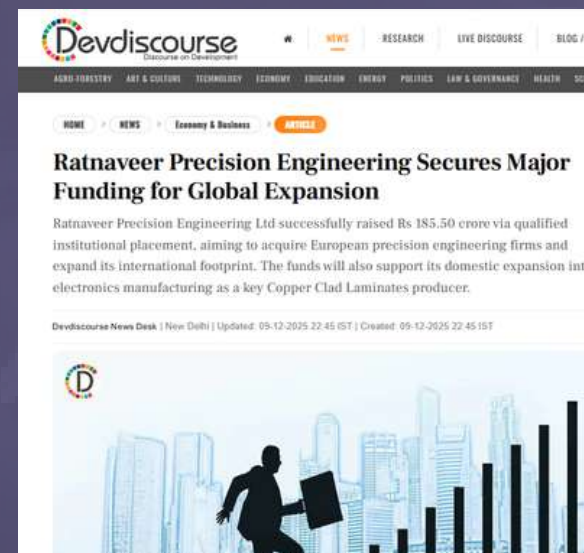 Devdiscourse
Discourse on Development
NEWS RESEARCH LIVE DISCOURSE BLOG /
AGRO-FORESTRY ART & CULTURE TECHNOLOGY ECONOMY EDUCATION ENERGY POLITICS LAW & GOVERNANCE HEALTH
HOME NEWS Economy & Business ARTICLE
Ratnaveer Precision Engineering Secures Major
Funding for Global Expansion
Ratnaveer Precision Engineering Ltd successfully raised Rs 185.50 crore via qualified
institutional placement, aiming to acquire European precision engineering firms and
expand its international footprint. The funds will also support its domestic expansion int
electronics manufacturing as a key Copper Clad Laminates producer.
Devdiscourse News Desk | New Delhi | Updated: 09-12-2025 22:45 IST | Created: 09-12-2025 22:45 IST
D